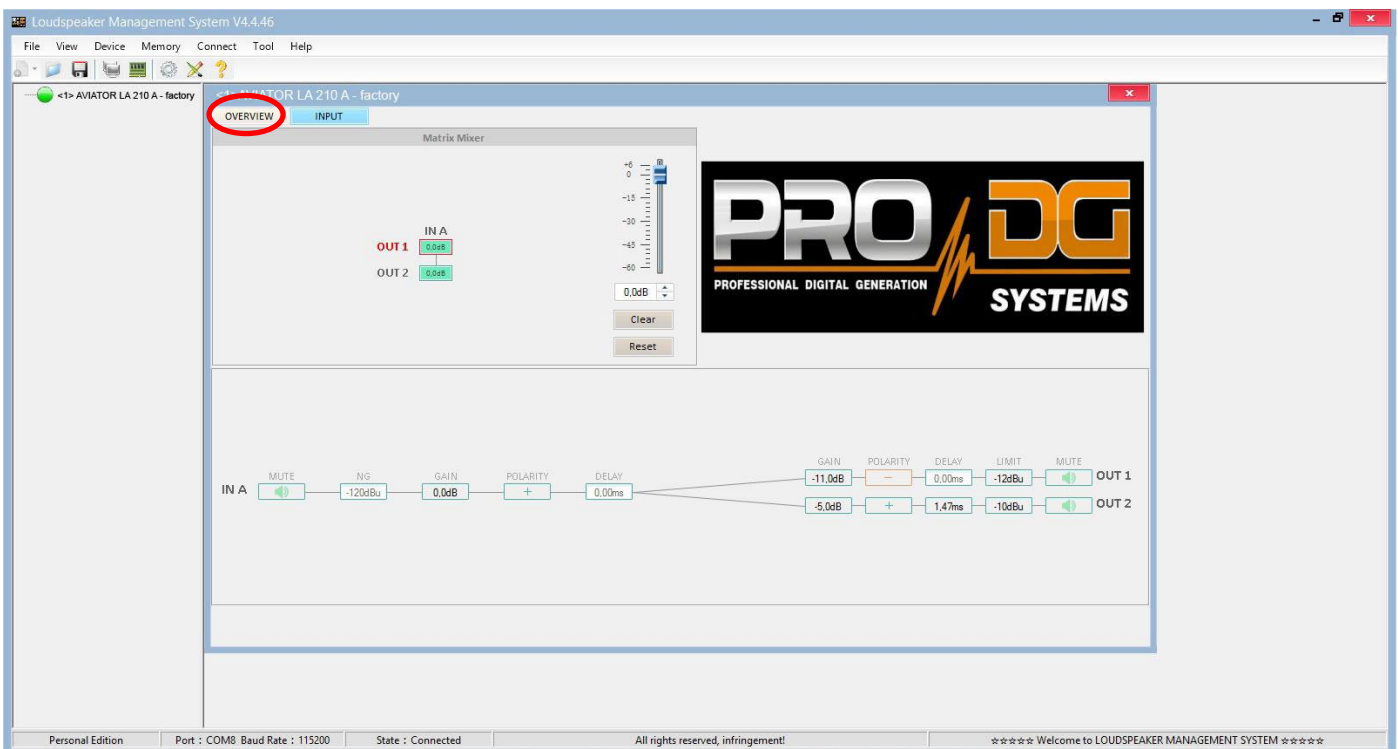 Loudspeaker Management System V4.4.46
File View Device Memory Connect Tool Help
<1> AVIATOR LA 210 A - factory
<1> AVIATOR LA 210 A - factory
OVERVIEW INPUT
Matrix Mixer
+6
0
-15
-30
-45
-60
IN A
OUT 1 0,0dB
OUT 2 0,0dB
0,0dB
Clear
Reset
PRO DG
PROFESSIONAL DIGITAL GENERATION
SYSTEMS
GAIN POLARITY DELAY LIMIT MUTE
-11,0dB − 0,00ms -12dBu OUT 1
MUTE NG GAIN POLARITY DELAY
IN A -120dBu 0,0dB + 0,00ms
-5,0dB + 1,47ms -10dBu OUT 2
Personal Edition Port : COM8 Baud Rate : 115200 State : Connected All rights reserved, infringement! ☆☆☆☆☆ Welcome to LOUDSPEAKER MANAGEMENT SYSTEM ☆☆☆☆☆